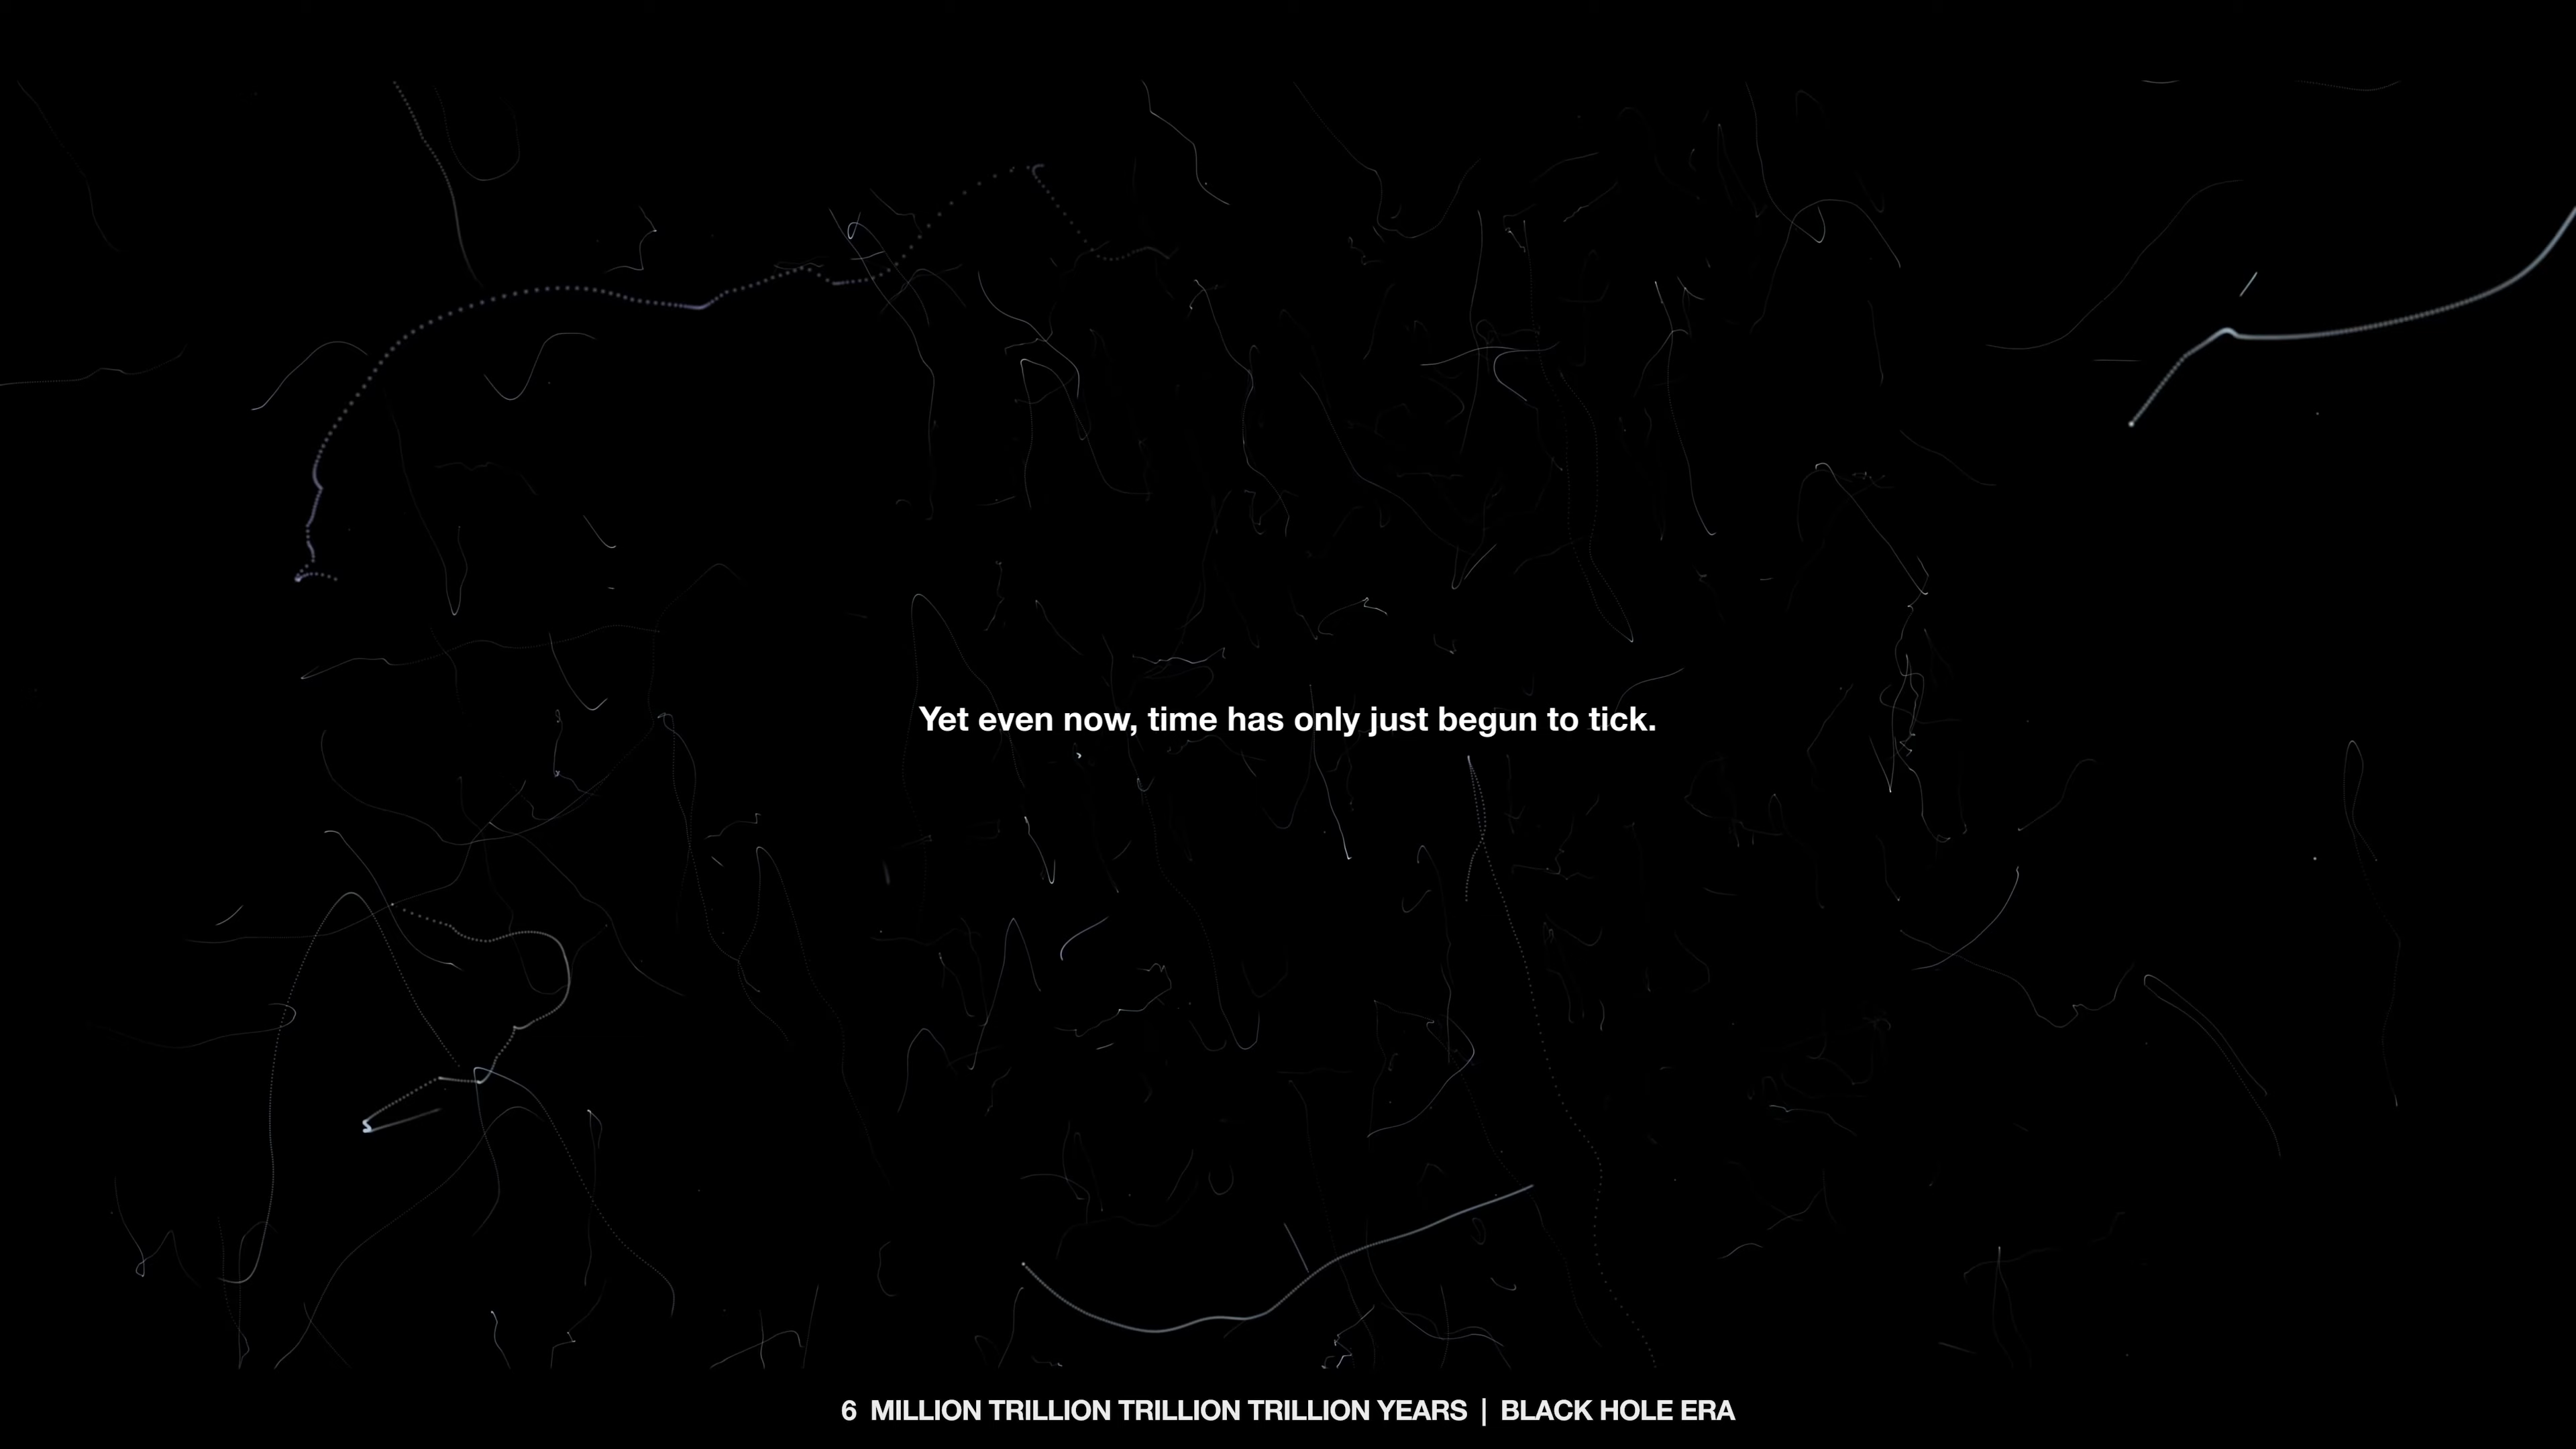 Yet even now, time has only just begun to tick.
6 MILLION TRILLION TRILLION TRILLION YEARS | BLACK HOLE ERA